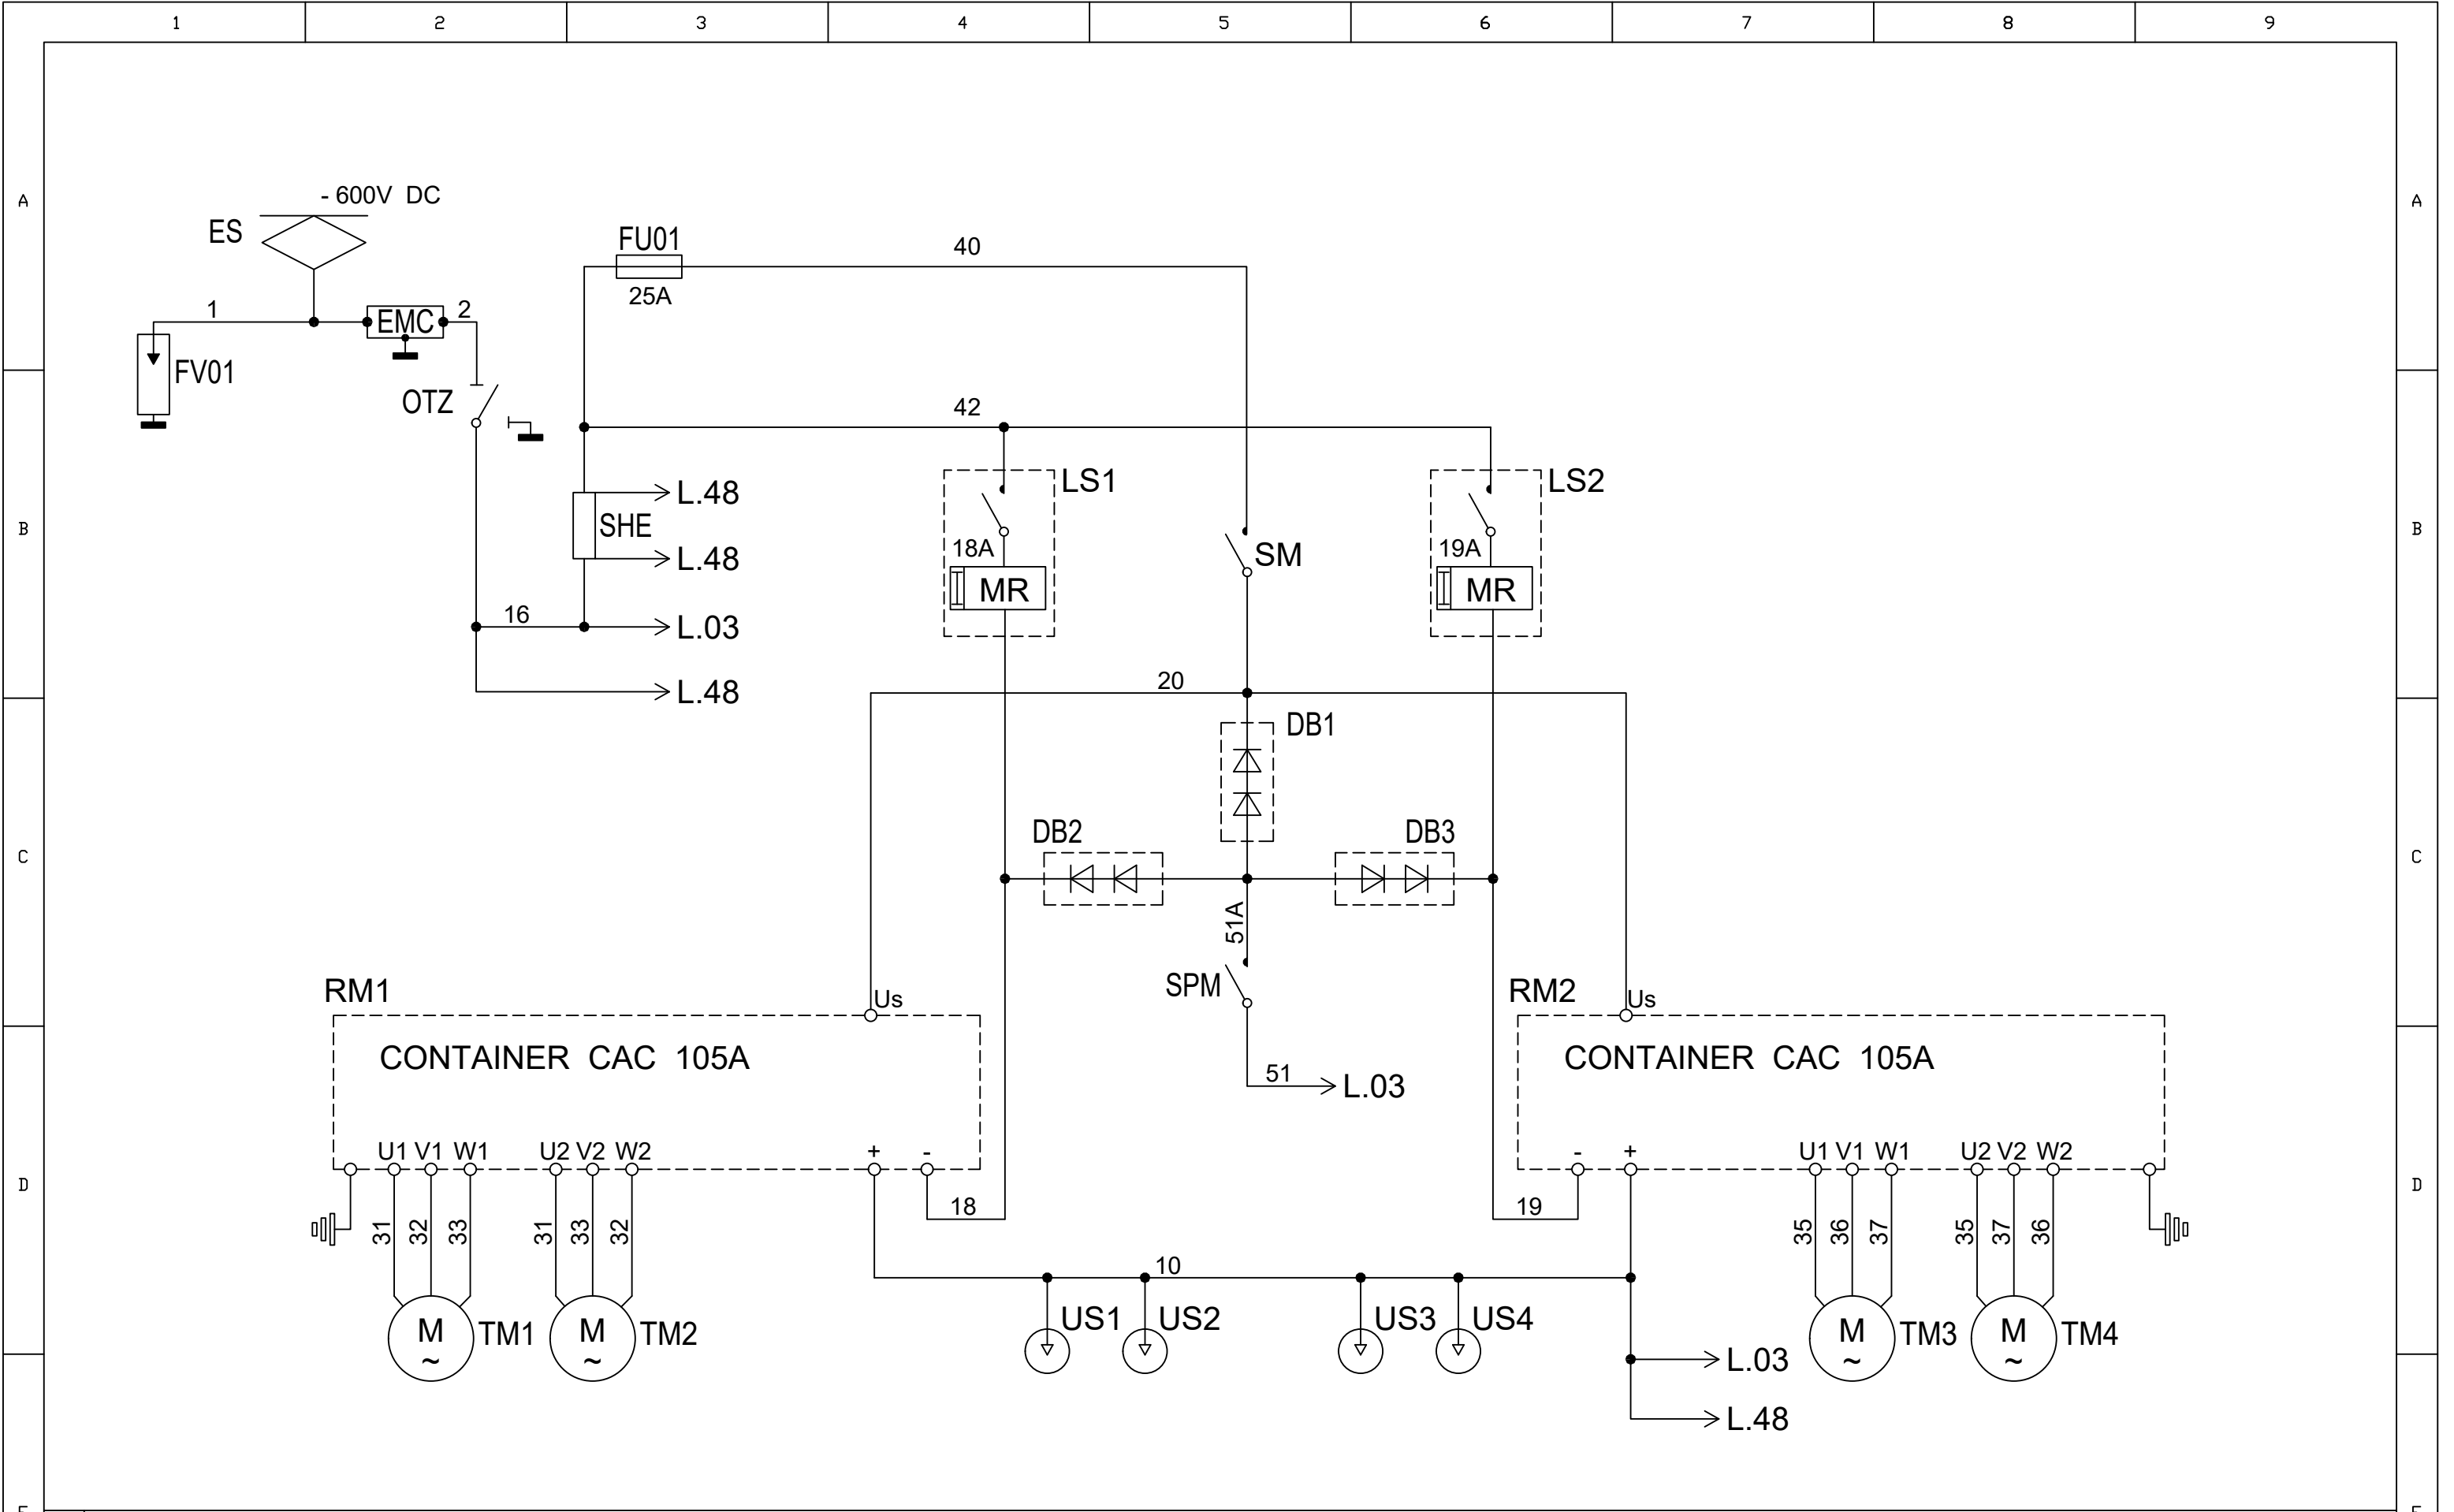 1 2 3 4 5 6 7 8 9
A A
- 600V DC
ES
FU01
40
25A
1
EMC
2
FV01
OTZ
42
L.48
LS1
LS2
B B
SHE
18A
SM
19A
L.48
MR
MR
16
L.03
20
L.48
DB1
DB2
DB3
C C
51A
SPM
RM1
Us
RM2
Us
CONTAINER CAC 105A
CONTAINER CAC 105A
51
L.03
U1 V1 W1 U2 V2 W2 + -
- + U1 V1 W1 U2 V2 W2
D D
18
19
31 32 33 31 33 32
35 36 37 35 37 36
10
US1 US2 US3 US4
M
~
TM1
M
~
TM2
M
~
TM3
M
~
TM4
L.03
L.48